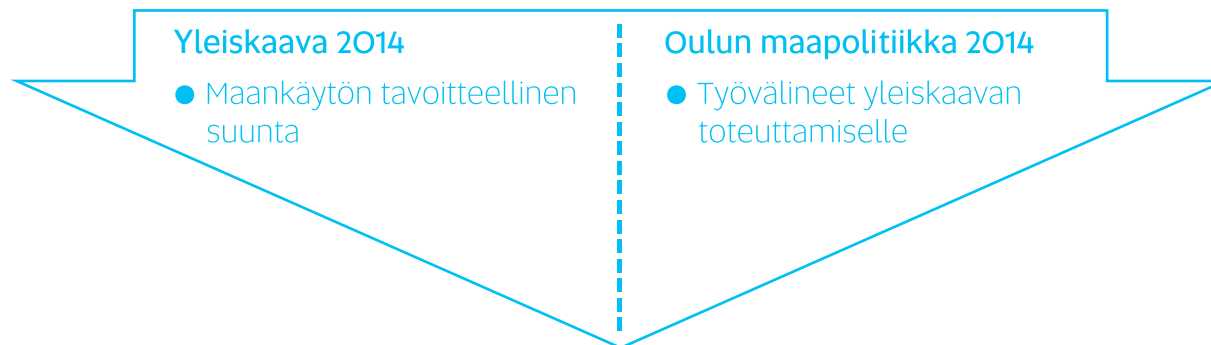 Yleiskaava 2014
● Maankäytön tavoitteellinen
suunta
Oulun maapolitiikka 2014
● Työvälineet yleiskaavan
toteuttamiselle